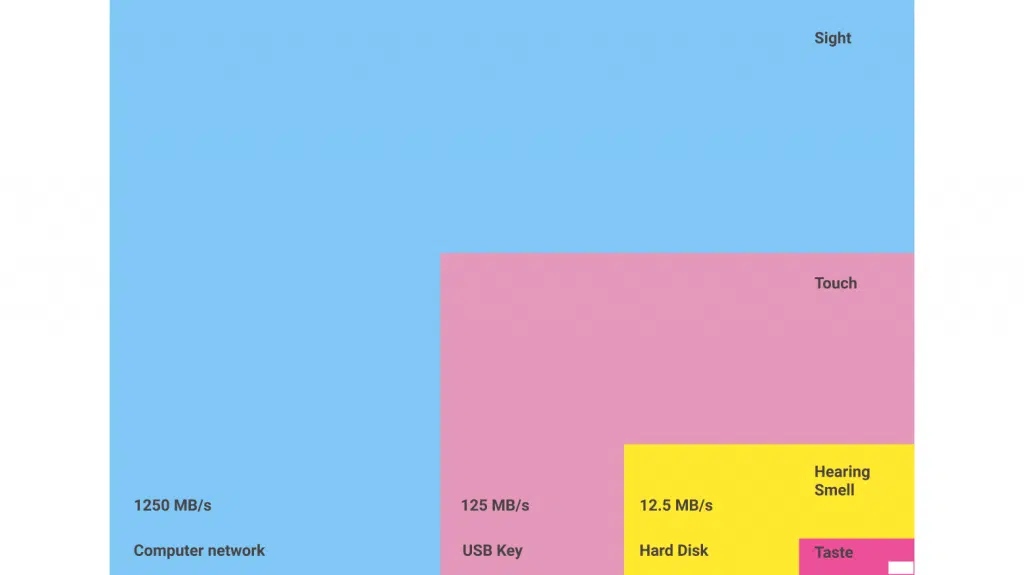 Sight
Touch
Hearing
Smell
1250 MB/s
125 MB/s
12.5 MB/s
Computer network
USB Key
Hard Disk
Taste